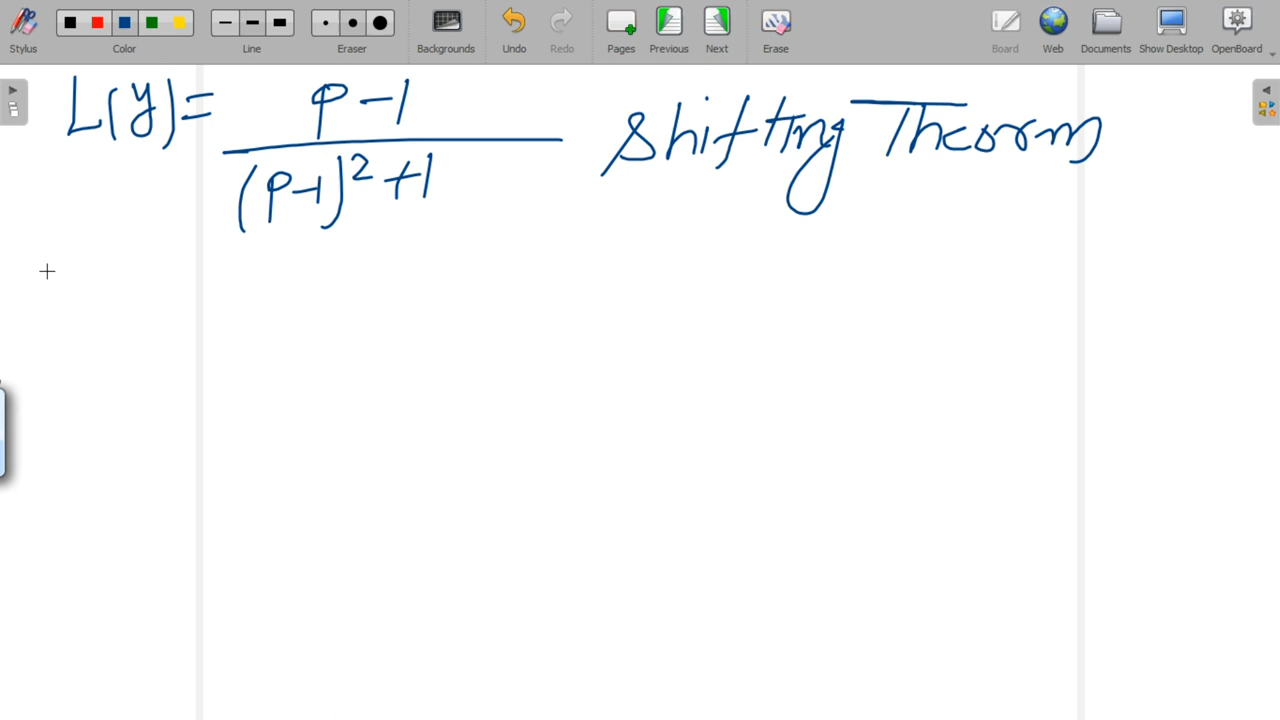 Stylus Color Line Eraser Backgrounds Undo Redo Pages Previous Next Erase Board Web Documents Show Desktop OpenBoard
L(y) = p-1 / (p-1)² + 1 Shifting Theorm